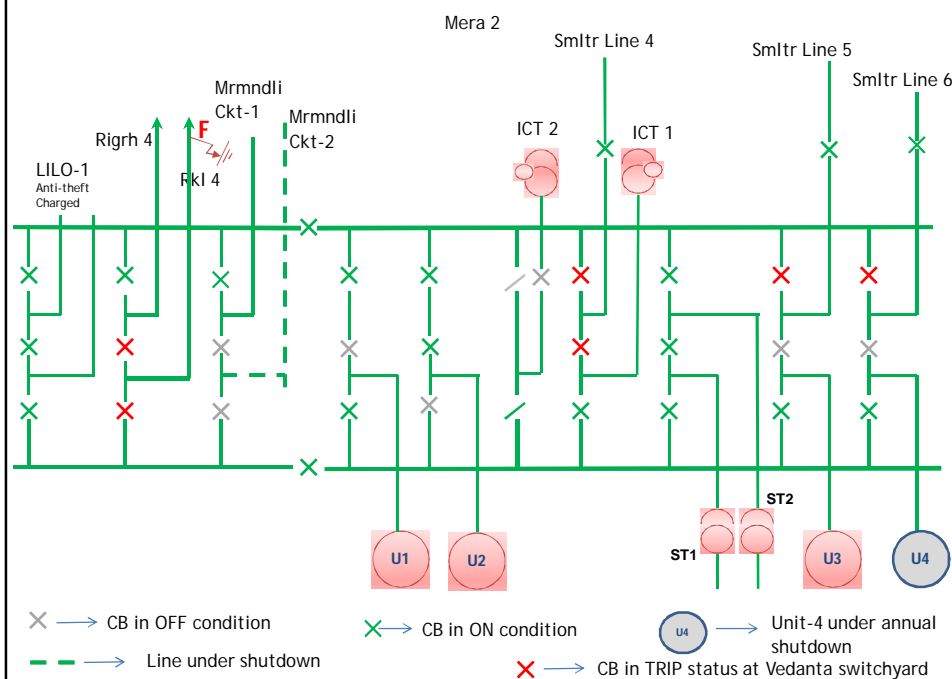 Mera 2
Smltr Line 4
Smltr Line 5
Smltr Line 6
Mrmndli
Ckt-1
Mrmndli
Ckt-2
Rigrh 4
F
Rkl 4
LILO-1
Anti-theft
Charged
ICT 2
ICT 1
ST2
ST1
U1
U2
U3
U4
CB in OFF condition
CB in ON condition
U4
Unit-4 under annual
shutdown
Line under shutdown
CB in TRIP status at Vedanta switchyard